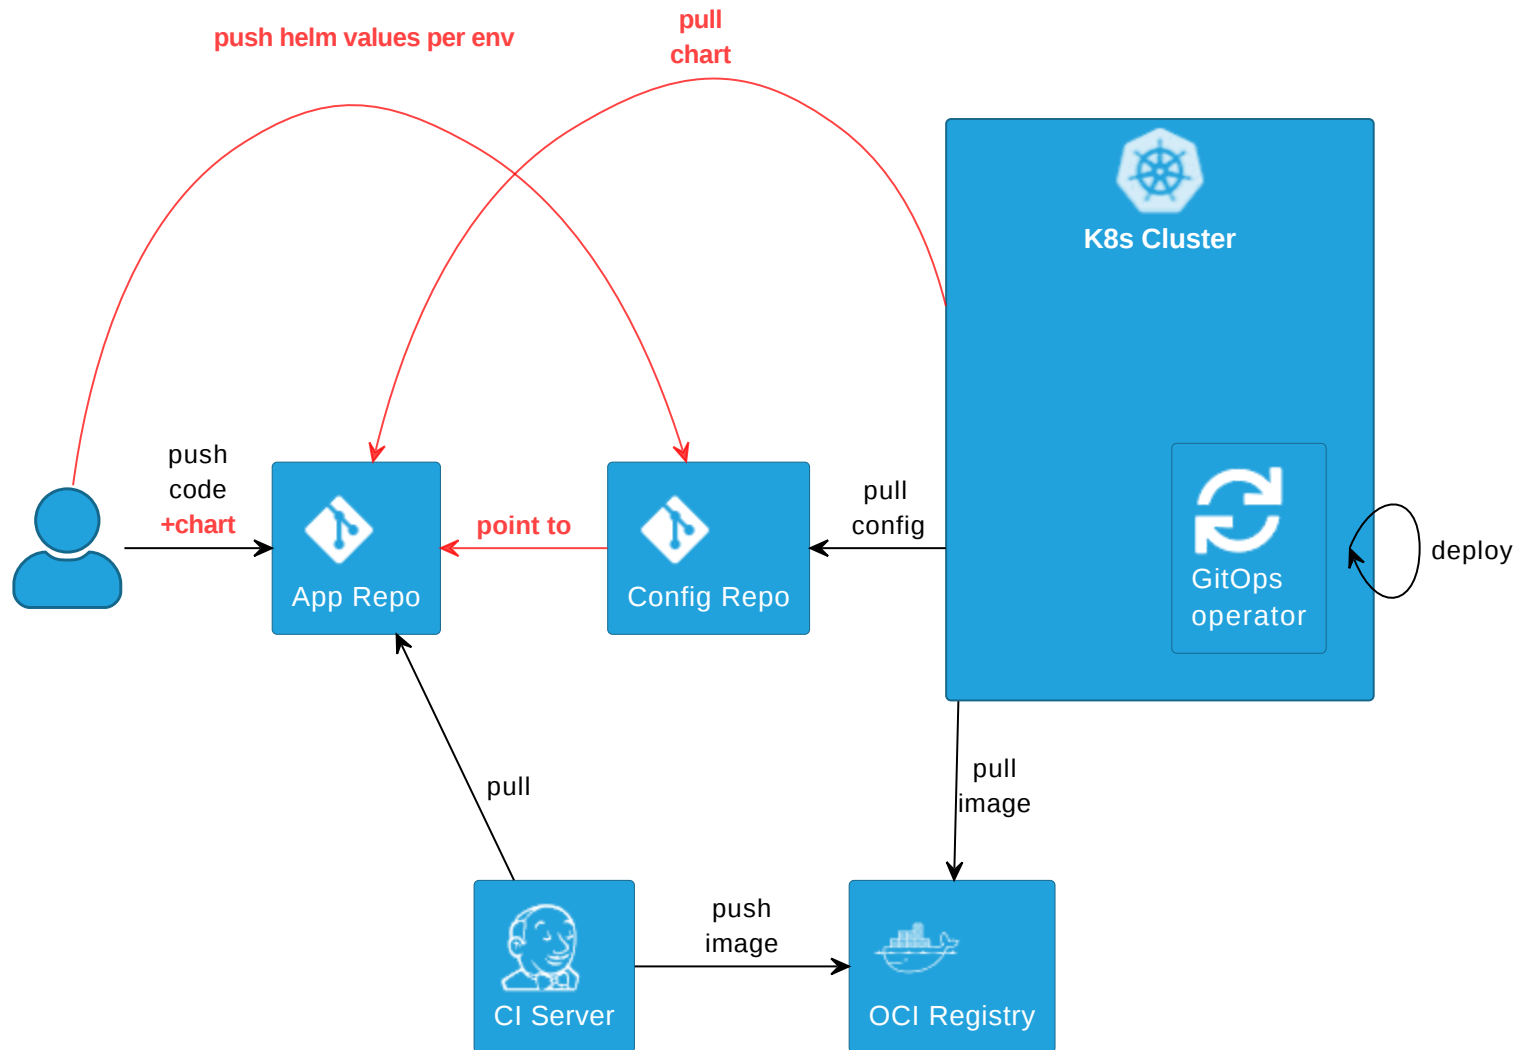 push helm values per env
pull
chart
K8s Cluster
push
code
+chart
point to
pull
config
GitOps
operator
deploy
App Repo
Config Repo
pull
pull
image
push
image
CI Server
OCI Registry